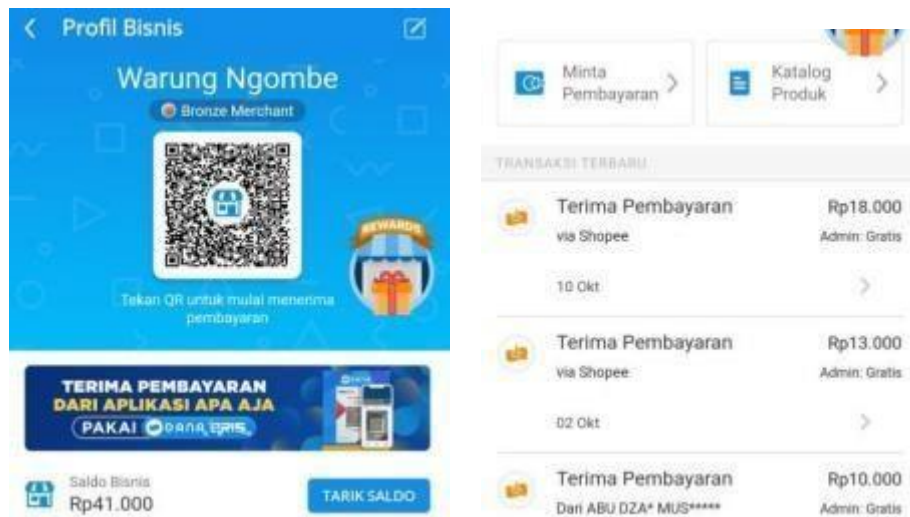 Profil Bisnis
Warung Ngombe
Bronze Merchant
REWARDS
Tekan QR untuk mulai menerima
pembayaran
TERIMA PEMBAYARAN
DARI APLIKASI APA AJA
PAKAI DANA QRIS
Saldo Bisnis
Rp41.000
TARIK SALDO
Minta
Pembayaran
Katalog
Produk
TRANSAKSI TERBARU
Terima Pembayaran
Rp18.000
via Shopee
Admin: Gratis
10 Okt
Terima Pembayaran
Rp13.000
via Shopee
Admin: Gratis
02 Okt
Terima Pembayaran
Rp10.000
Dari ABU DZA* MUS*****
Admin: Gratis